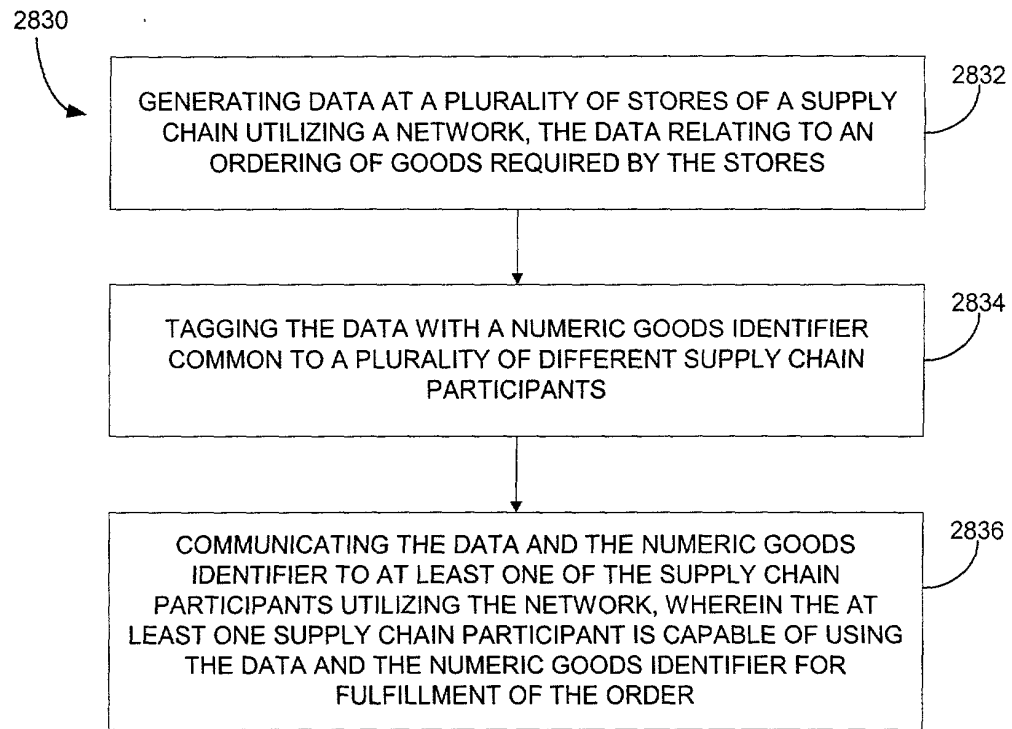 2830
2832
GENERATING DATA AT A PLURALITY OF STORES OF A SUPPLY
CHAIN UTILIZING A NETWORK, THE DATA RELATING TO AN
ORDERING OF GOODS REQUIRED BY THE STORES
2834
TAGGING THE DATA WITH A NUMERIC GOODS IDENTIFIER
COMMON TO A PLURALITY OF DIFFERENT SUPPLY CHAIN
PARTICIPANTS
2836
COMMUNICATING THE DATA AND THE NUMERIC GOODS
IDENTIFIER TO AT LEAST ONE OF THE SUPPLY CHAIN
PARTICIPANTS UTILIZING THE NETWORK, WHEREIN THE AT
LEAST ONE SUPPLY CHAIN PARTICIPANT IS CAPABLE OF USING
THE DATA AND THE NUMERIC GOODS IDENTIFIER FOR
FULFILLMENT OF THE ORDER